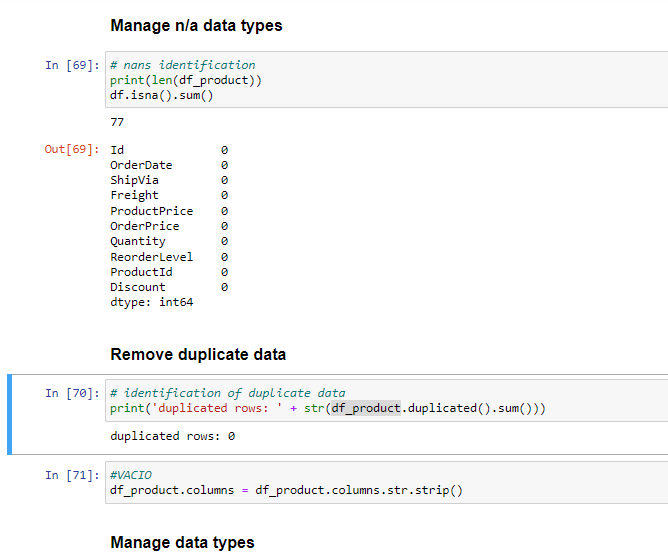 Manage n/a data types
In [69]: # nans identification
print(len(df_product))
df.isna().sum()
77
Out[69]: Id 0
OrderDate 0
ShipVia 0
Freight 0
ProductPrice 0
OrderPrice 0
Quantity 0
ReorderLevel 0
ProductId 0
Discount 0
dtype: int64
Remove duplicate data
In [70]: # identification of duplicate data
print('duplicated rows: ' + str(df_product.duplicated().sum()))
duplicated rows: 0
In [71]: #VACIO
df_product.columns = df_product.columns.str.strip()
Manage data types